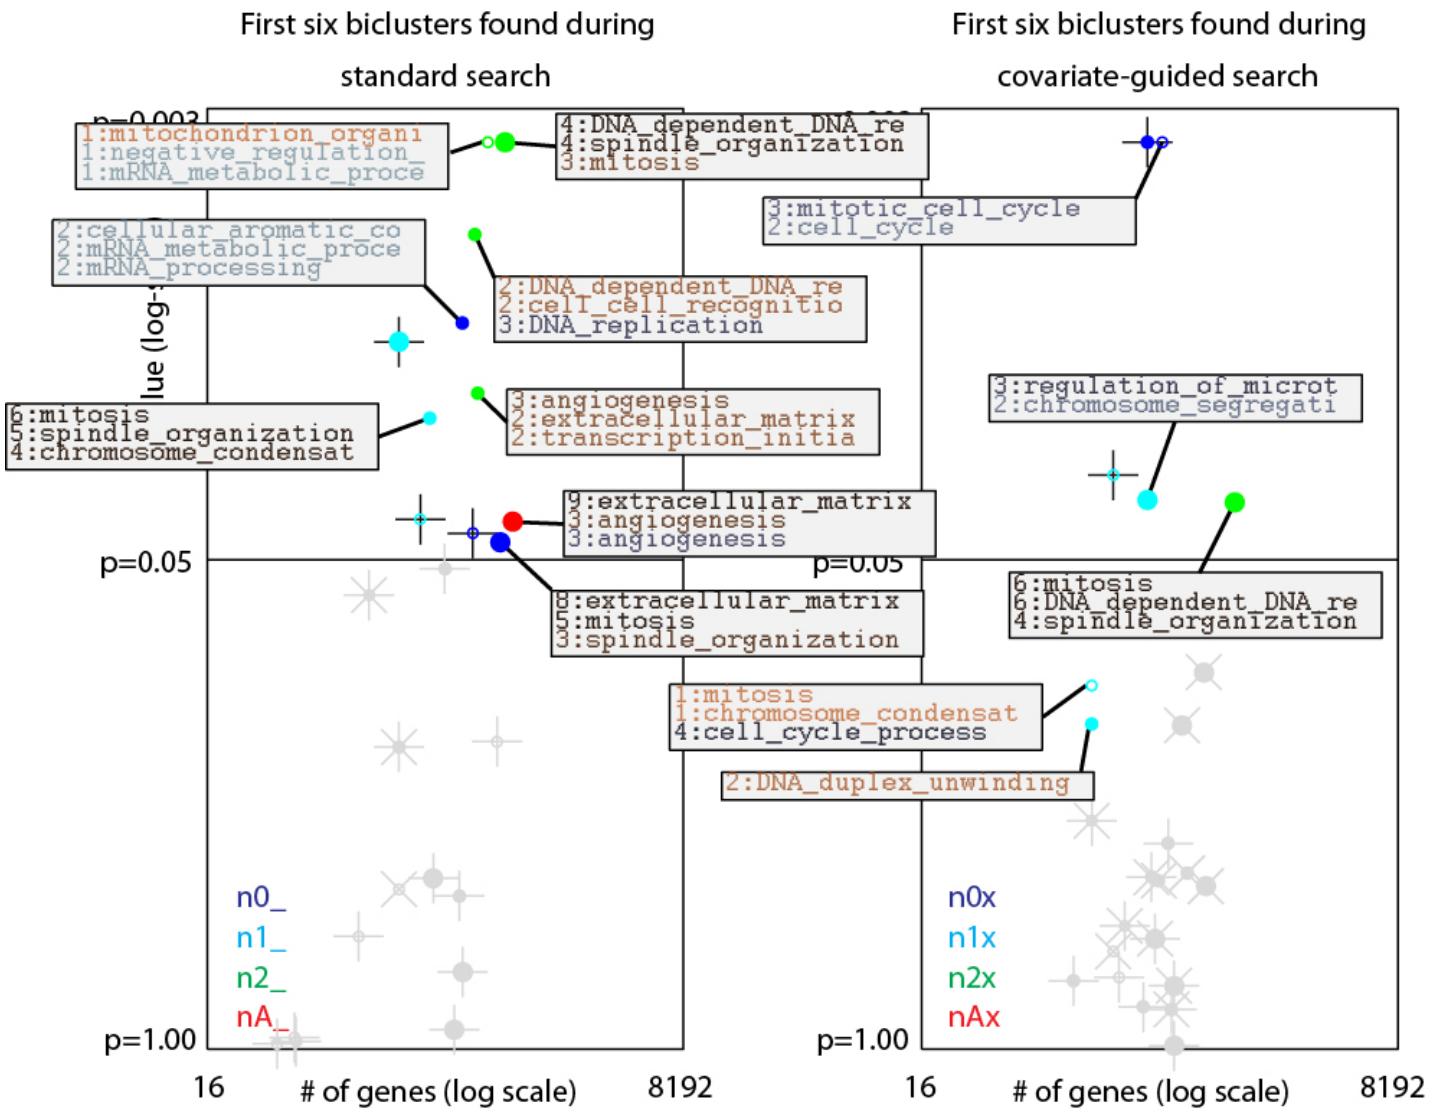 First six biclusters found during
standard search
p=0.003
1:mitochondrion_organi
1:negative_regulation_
1:mRNA_metabolic_proce
4:DNA_dependent_DNA_re
4:spindle_organization
3:mitosis
2:cellular_aromatic_co
2:mRNA_metabolic_proce
2:mRNA_processing
lue (log-s
2:DNA_dependent_DNA_re
2:cell_cell_recognitio
3:DNA_replication
3:angiogenesis
2:extracellular_matrix
2:transcription_initia
6:mitosis
5:spindle_organization
4:chromosome_condensat
9:extracellular_matrix
3:angiogenesis
3:angiogenesis
p=0.05
8:extracellular_matrix
5:mitosis
3:spindle_organization
n0_
n1_
n2_
nA_
p=1.00
16
# of genes (log scale)
8192
First six biclusters found during
covariate-guided search
3:mitotic_cell_cycle
2:cell_cycle
3:regulation_of_microt
2:chromosome_segregati
p=0.05
6:mitosis
6:DNA_dependent_DNA_re
4:spindle_organization
1:mitosis
1:chromosome_condensat
4:cell_cycle_process
2:DNA_duplex_unwinding
n0x
n1x
n2x
nAx
p=1.00
16
# of genes (log scale)
8192